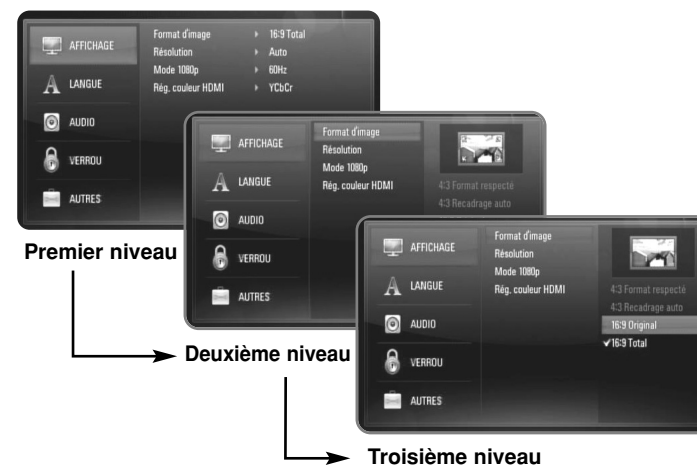 AFFICHAGE
LANGUE
AUDIO
VERROU
AUTRES
Format d'image 16:9 Total
Résolution Auto
Mode 1080p 60Hz
Rég. couleur HDMI YCbCr
Premier niveau
AFFICHAGE
LANGUE
AUDIO
VERROU
AUTRES
Format d'image
Résolution
Mode 1080p
Rég. couleur HDMI
4:3 Format respecté
4:3 Recadrage auto
Deuxième niveau
AFFICHAGE
LANGUE
AUDIO
VERROU
AUTRES
Format d'image
Résolution
Mode 1080p
Rég. couleur HDMI
4:3 Format respecté
4:3 Recadrage auto
16:9 Original
✔16:9 Total
Troisième niveau